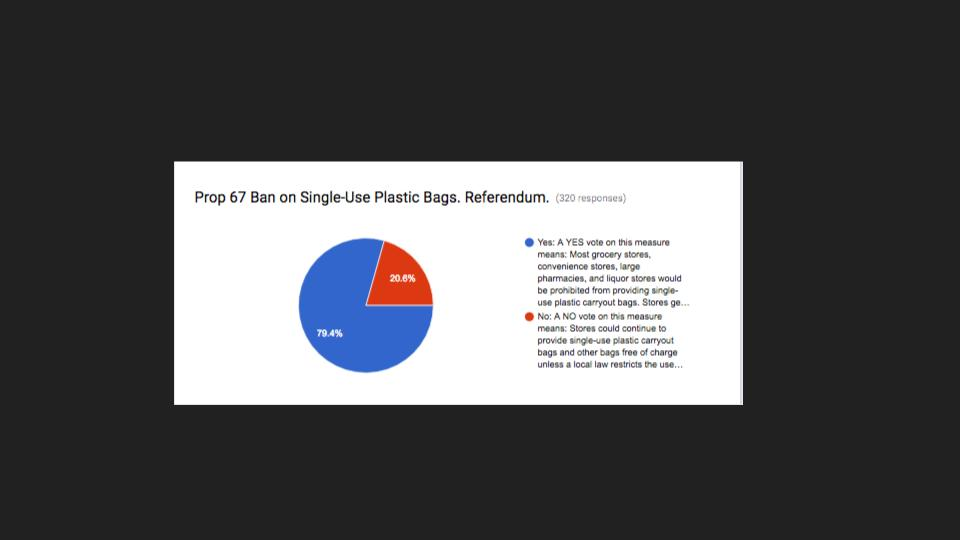 Prop 67 Ban on Single-Use Plastic Bags. Referendum. (320 responses)
20.6%
79.4%
Yes: A YES vote on this measure
means: Most grocery stores,
convenience stores, large
pharmacies, and liquor stores would
be prohibited from providing single-
use plastic carryout bags. Stores ge...
No: A NO vote on this measure
means: Stores could continue to
provide single-use plastic carryout
bags and other bags free of charge
unless a local law restricts the use...